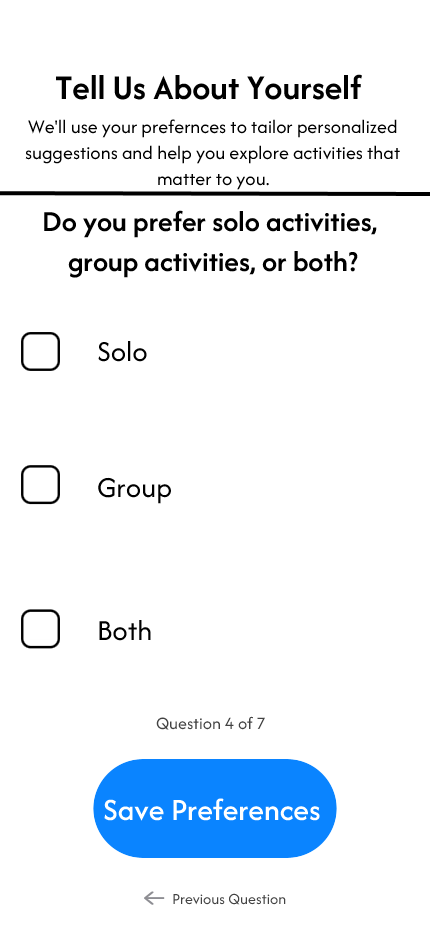 Tell Us About Yourself
We'll use your prefernces to tailor personalized
suggestions and help you explore activities that
matter to you.
Do you prefer solo activities,
group activities, or both?
Solo
Group
Both
Question 4 of 7
Save Preferences
Previous Question